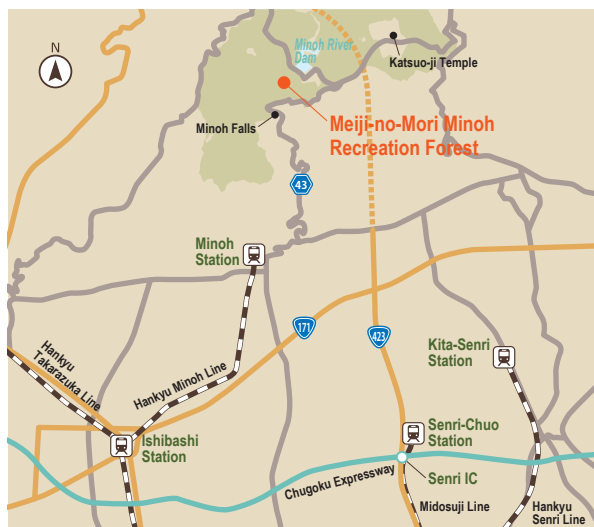 N
Minoh River
Dam
Katsuo-ji Temple
Minoh Falls
Meiji-no-Mori Minoh
Recreation Forest
43
Minoh
Station
171
423
Kita-Senri
Station
Hankyu
Takarazuka Line
Hankyu Minoh Line
Ishibashi
Station
Senri-Chuo
Station
Chugoku Expressway
Senri IC
Midosuji Line
Hankyu
Senri Line